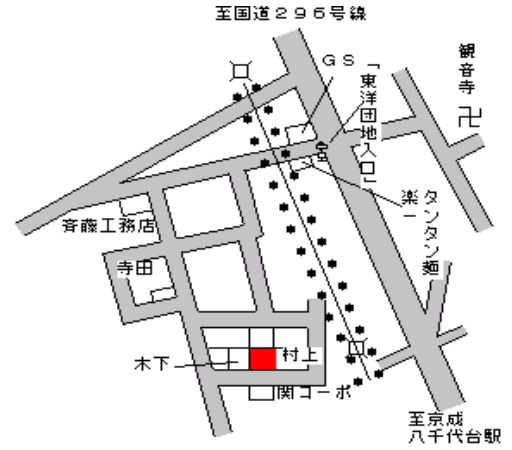 至国道296号線
GS
「東洋団地入口」
観音寺
卍
楽一
タンタン麺
斉藤工務店
寺田
木下
村上
関コーポ
至京成
八千代台駅